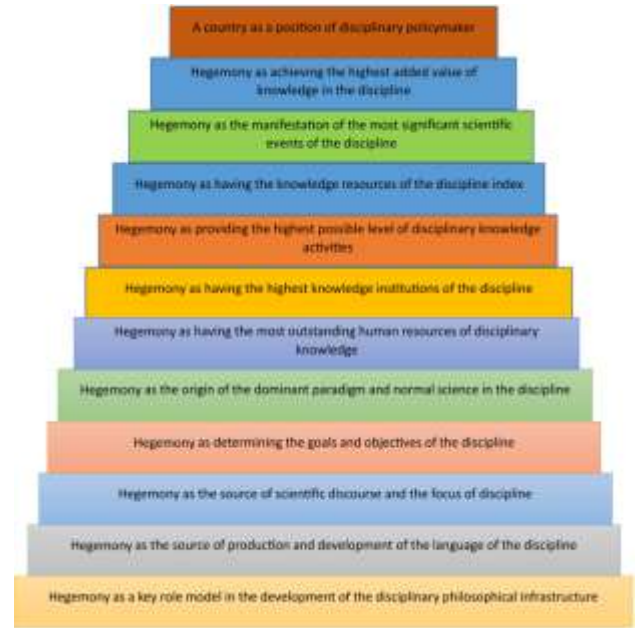 A country as a position of disciplinary policymaker
Hegemony as achieving the highest added value of
knowledge in the discipline
Hegemony as the manifestation of the most significant scientific
events of the discipline
Hegemony as having the knowledge resources of the discipline index
Hegemony as providing the highest possible level of disciplinary knowledge
activities
Hegemony as having the highest knowledge institutions of the discipline
Hegemony as having the most outstanding human resources of disciplinary
knowledge
Hegemony as the origin of the dominant paradigm and normal science in the discipline
Hegemony as determining the goals and objectives of the discipline
Hegemony as the source of scientific discourse and the focus of discipline
Hegemony as the source of production and development of the language of the discipline
Hegemony as a key role model in the development of the disciplinary philosophical infrastructure